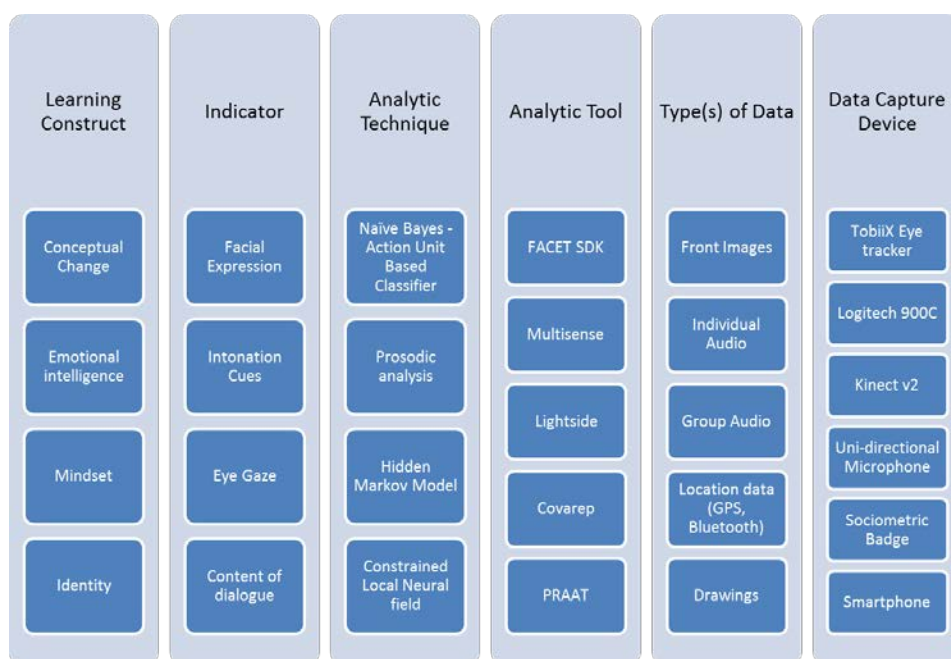 Learning
Construct
Conceptual
Change
Emotional
intelligence
Mindset
Identity
Indicator
Facial
Expression
Intonation
Cues
Eye Gaze
Content of
dialogue
Analytic
Technique
Naïve Bayes -
Action Unit
Based
Classifier
Prosodic
analysis
Hidden
Markov Model
Constrained
Local Neural
field
Analytic Tool
FACET SDK
Multisense
Lightside
Covarep
PRAAT
Type(s) of Data
Front Images
Individual
Audio
Group Audio
Location data
(GPS,
Bluetooth)
Drawings
Data Capture
Device
TobiiX Eye
tracker
Logitech 900C
Kinect v2
Uni-directional
Microphone
Sociometric
Badge
Smartphone